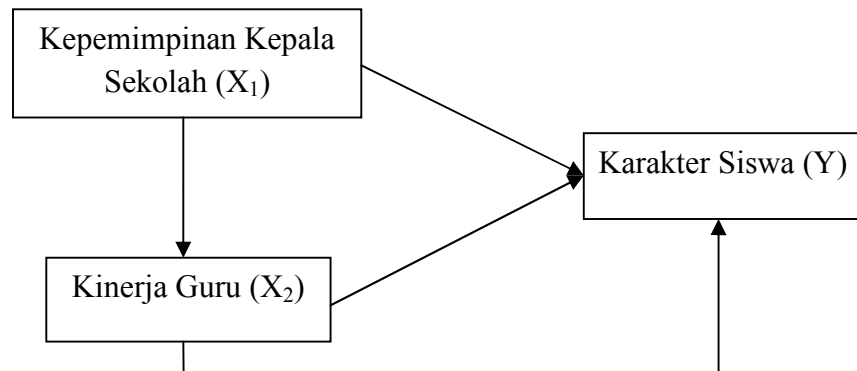 Kepemimpinan Kepala
Sekolah (X₁)
Karakter Siswa (Y)
Kinerja Guru (X₂)